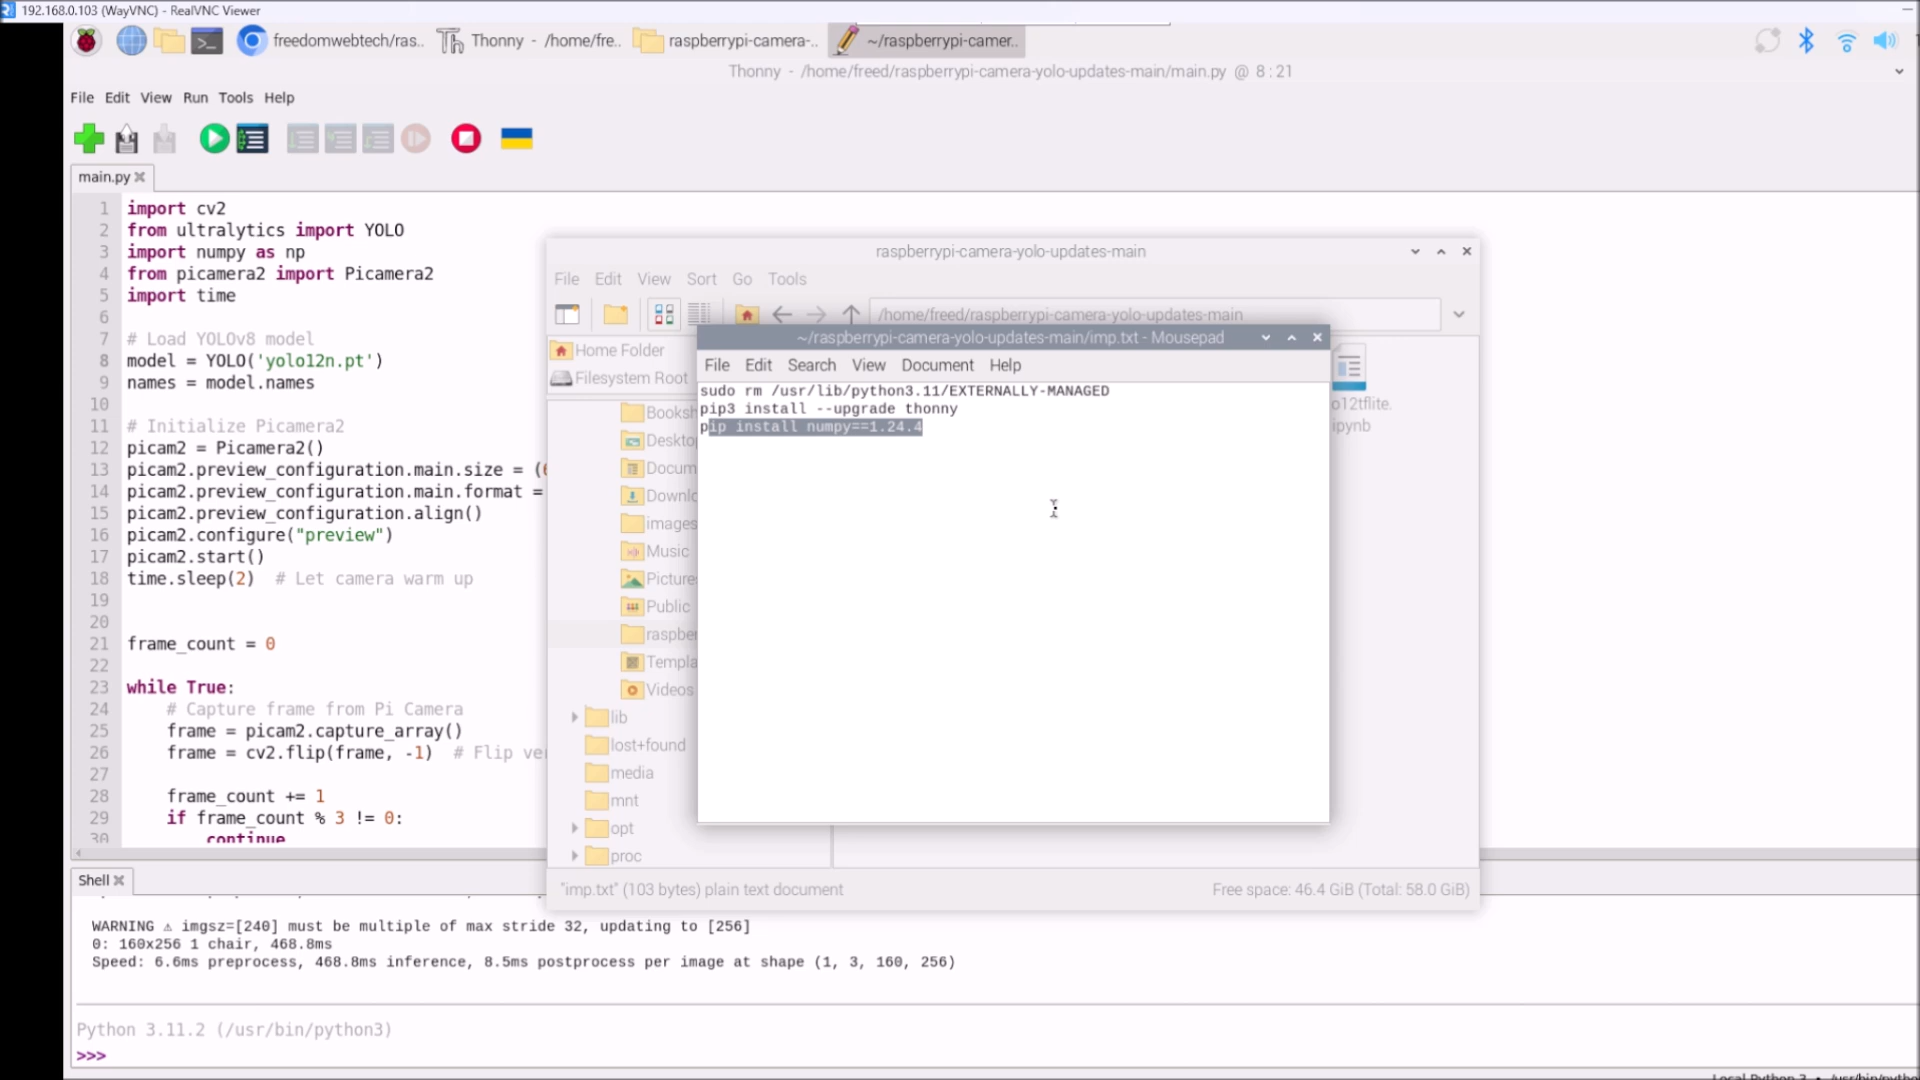 192.168.0.103 (WayVNC) - RealVNC Viewer
freedomwebtech/ras.. Thonny - /home/fre.. raspberrypi-camera-.. ~/raspberrypi-camer..
Thonny - /home/freed/raspberrypi-camera-yolo-updates-main/main.py @ 8:21
File Edit View Run Tools Help
main.py
1 import cv2
2 from ultralytics import YOLO
3 import numpy as np
4 from picamera2 import Picamera2
5 import time
6
7 # Load YOLOv8 model
8 model = YOLO('yolo12n.pt')
9 names = model.names
10
11 # Initialize Picamera2
12 picam2 = Picamera2()
13 picam2.preview_configuration.main.size = (
14 picam2.preview_configuration.main.format =
15 picam2.preview_configuration.align()
16 picam2.configure("preview")
17 picam2.start()
18 time.sleep(2) # Let camera warm up
19
20
21 frame_count = 0
22
23 while True:
24 # Capture frame from Pi Camera
25 frame = picam2.capture_array()
26 frame = cv2.flip(frame, -1) # Flip ve
27
28 frame_count += 1
29 if frame_count % 3 != 0:
30 continue
raspberrypi-camera-yolo-updates-main
File Edit View Sort Go Tools
/home/freed/raspberrypi-camera-yolo-updates-main
Home Folder
Filesystem Root
Booksh
Deskto
Docum
Downlo
images
Music
Picture
Public
raspber
Templa
Videos
lib
lost+found
media
mnt
opt
proc
o12tflite.
ipynb
"imp.txt" (103 bytes) plain text document
Free space: 46.4 GiB (Total: 58.0 GiB)
~/raspberrypi-camera-yolo-updates-main/imp.txt - Mousepad
File Edit Search View Document Help
sudo rm /usr/lib/python3.11/EXTERNALLY-MANAGED
pip3 install --upgrade thonny
pip install numpy==1.24.4
Shell
WARNING ⚠ imgsz=[240] must be multiple of max stride 32, updating to [256]
0: 160x256 1 chair, 468.8ms
Speed: 6.6ms preprocess, 468.8ms inference, 8.5ms postprocess per image at shape (1, 3, 160, 256)
Python 3.11.2 (/usr/bin/python3)
>>>